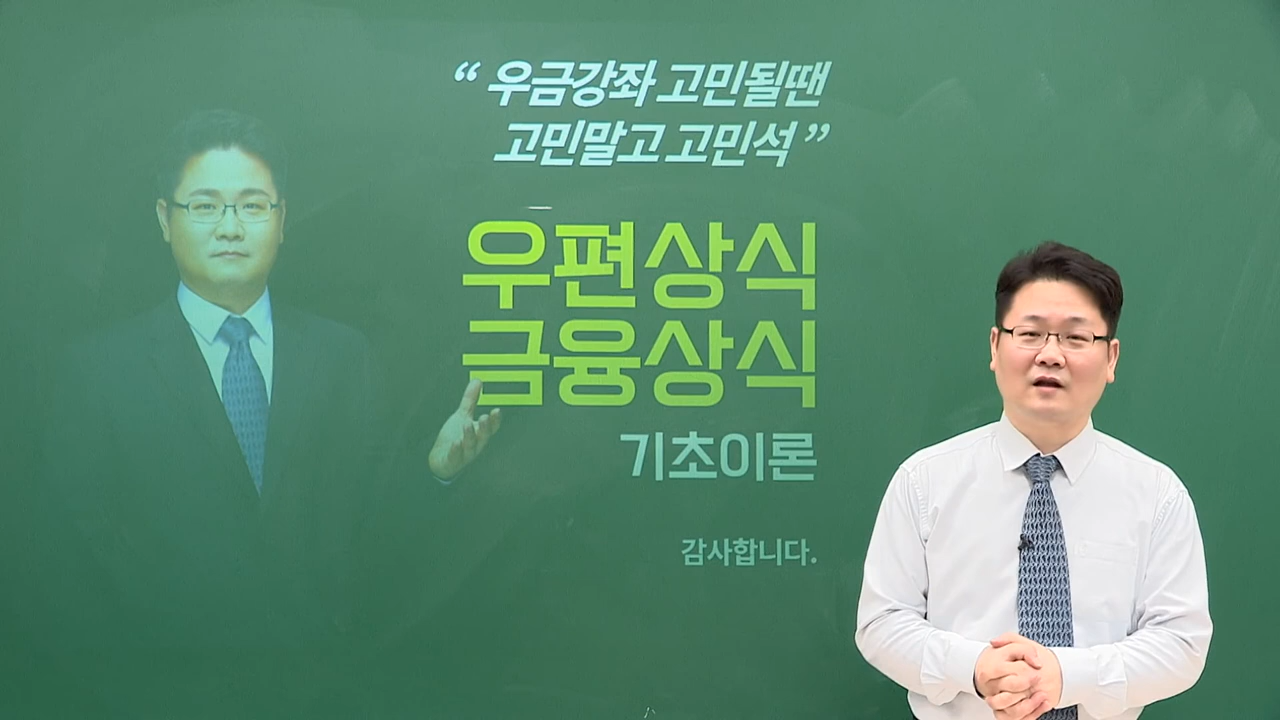 “ 우금강좌 고민될땐
고민말고 고민석 ”
우편상식
금융상식
기초이론
감사합니다.